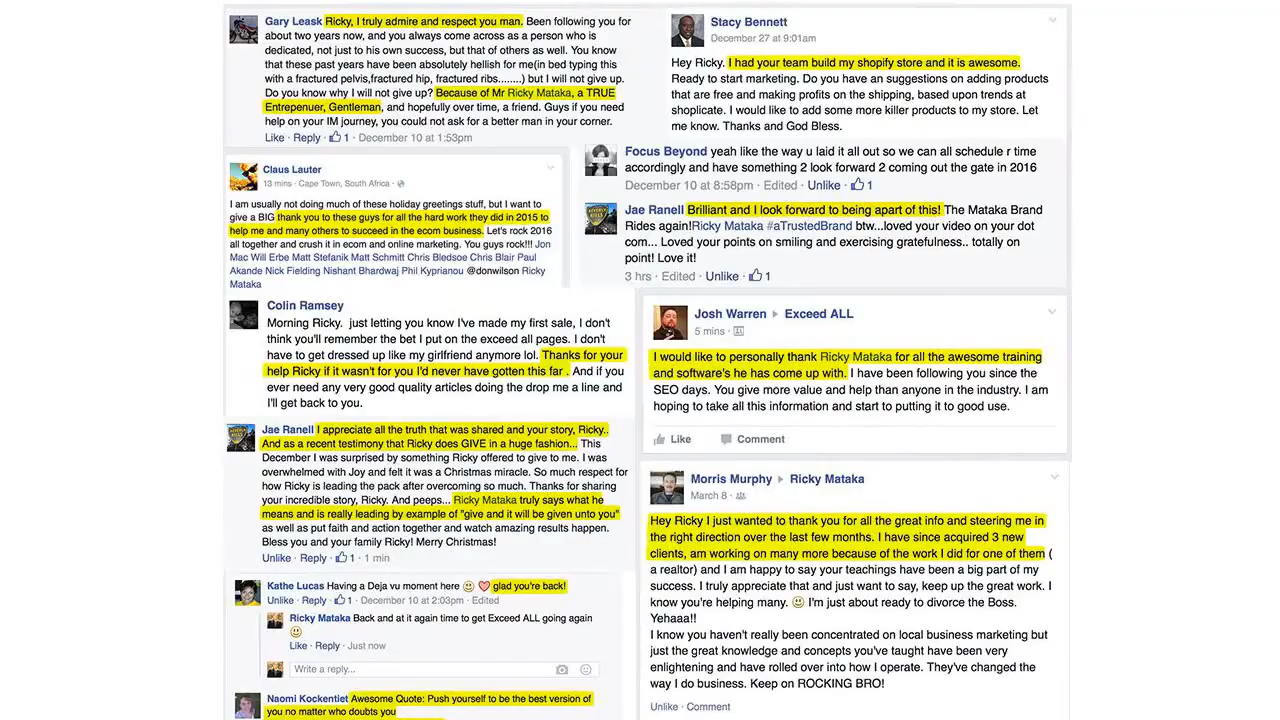 Gary Leask Ricky, I truly admire and respect you man. Been following you for
about two years now, and you always come across as a person who is
dedicated, not just to his own success, but that of others as well. You know
that these past years have been absolutely hellish for me(in bed typing this
with a fractured pelvis,fractured hip, fractured ribs........) but I will not give up.
Do you know why I will not give up? Because of Mr Ricky Mataka, a TRUE
Entrepenuer, Gentleman, and hopefully over time, a friend. Guys if you need
help on your IM journey, you could not ask for a better man in your corner.
Like · Reply · 1 · December 10 at 1:53pm
Stacy Bennett
December 27 at 9:01am
Hey Ricky. I had your team build my shopify store and it is awesome.
Ready to start marketing. Do you have an suggestions on adding products
that are free and making profits on the shipping, based upon trends at
shoplicate. I would like to add some more killer products to my store. Let
me know. Thanks and God Bless.
Focus Beyond yeah like the way u laid it all out so we can all schedule r time
accordingly and have something 2 look forward 2 coming out the gate in 2016
December 10 at 8:58pm · Edited · Unlike · 1
Jae Ranell Brilliant and I look forward to being apart of this! The Mataka Brand
Rides again!Ricky Mataka #aTrustedBrand btw...loved your video on your dot
com... Loved your points on smiling and exercising gratefulness.. totally on
point! Love it!
3 hrs · Edited · Unlike · 1
Claus Lauter
13 mins · Cape Town, South Africa ·
I am usually not doing much of these holiday greetings stuff, but I want to
give a BIG thank you to these guys for all the hard work they did in 2015 to
help me and many others to succeed in the ecom business. Let's rock 2016
all together and crush it in ecom and online marketing. You guys rock!!! Jon
Mac Will Erbe Matt Stefanik Matt Schmitt Chris Bledsoe Chris Blair Paul
Akande Nick Fielding Nishant Bhardwaj Phil Kyprianou @donwilson Ricky
Mataka
Colin Ramsey
Morning Ricky. just letting you know I've made my first sale, I don't
think you'll remember the bet I put on the exceed all pages. I don't
have to get dressed up like my girlfriend anymore lol. Thanks for your
help Ricky if it wasn't for you I'd never have gotten this far . And if you
ever need any very good quality articles doing the drop me a line and
I'll get back to you.
Josh Warren Exceed ALL
5 mins ·
I would like to personally thank Ricky Mataka for all the awesome training
and software's he has come up with. I have been following you since the
SEO days. You give more value and help than anyone in the industry. I am
hoping to take all this information and start to putting it to good use.
Like Comment
Jae Ranell I appreciate all the truth that was shared and your story, Ricky..
And as a recent testimony that Ricky does GIVE in a huge fashion... This
December I was surprised by something Ricky offered to give to me. I was
overwhelmed with Joy and felt it was a Christmas miracle. So much respect for
how Ricky is leading the pack after overcoming so much. Thanks for sharing
your incredible story, Ricky. And peeps... Ricky Mataka truly says what he
means and is really leading by example of "give and it will be given unto you"
as well as put faith and action together and watch amazing results happen.
Bless you and your family Ricky! Merry Christmas!
Unlike · Reply · 1 · 1 min
Morris Murphy Ricky Mataka
March 8 ·
Hey Ricky I just wanted to thank you for all the great info and steering me in
the right direction over the last few months. I have since acquired 3 new
clients, am working on many more because of the work I did for one of them (
a realtor) and I am happy to say your teachings have been a big part of my
success. I truly appreciate that and just want to say, keep up the great work. I
know you're helping many. I'm just about ready to divorce the Boss.
Yehaaa!!
I know you haven't really been concentrated on local business marketing but
just the great knowledge and concepts you've taught have been very
enlightening and have rolled over into how I operate. They've changed the
way I do business. Keep on ROCKING BRO!
Unlike · Comment
Kathe Lucas Having a Deja vu moment here glad you're back!
Unlike · Reply · 1 · December 10 at 2:03pm · Edited
Ricky Mataka Back and at it again time to get Exceed ALL going again
Like · Reply · Just now
Write a reply...
Naomi Kockentiet Awesome Quote: Push yourself to be the best version of
you no matter who doubts you